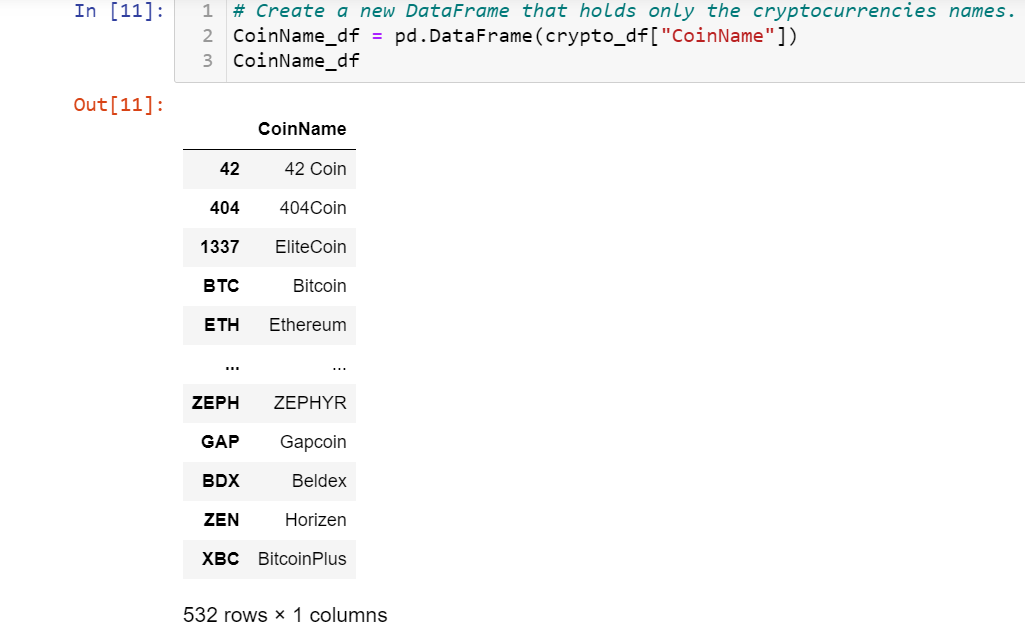 In [11]: 1 # Create a new DataFrame that holds only the cryptocurrencies names.
2 CoinName_df = pd.DataFrame(crypto_df["CoinName"])
3 CoinName_df
Out[11]:
CoinName
42 42 Coin
404 404Coin
1337 EliteCoin
BTC Bitcoin
ETH Ethereum
... ...
ZEPH ZEPHYR
GAP Gapcoin
BDX Beldex
ZEN Horizen
XBC BitcoinPlus
532 rows × 1 columns